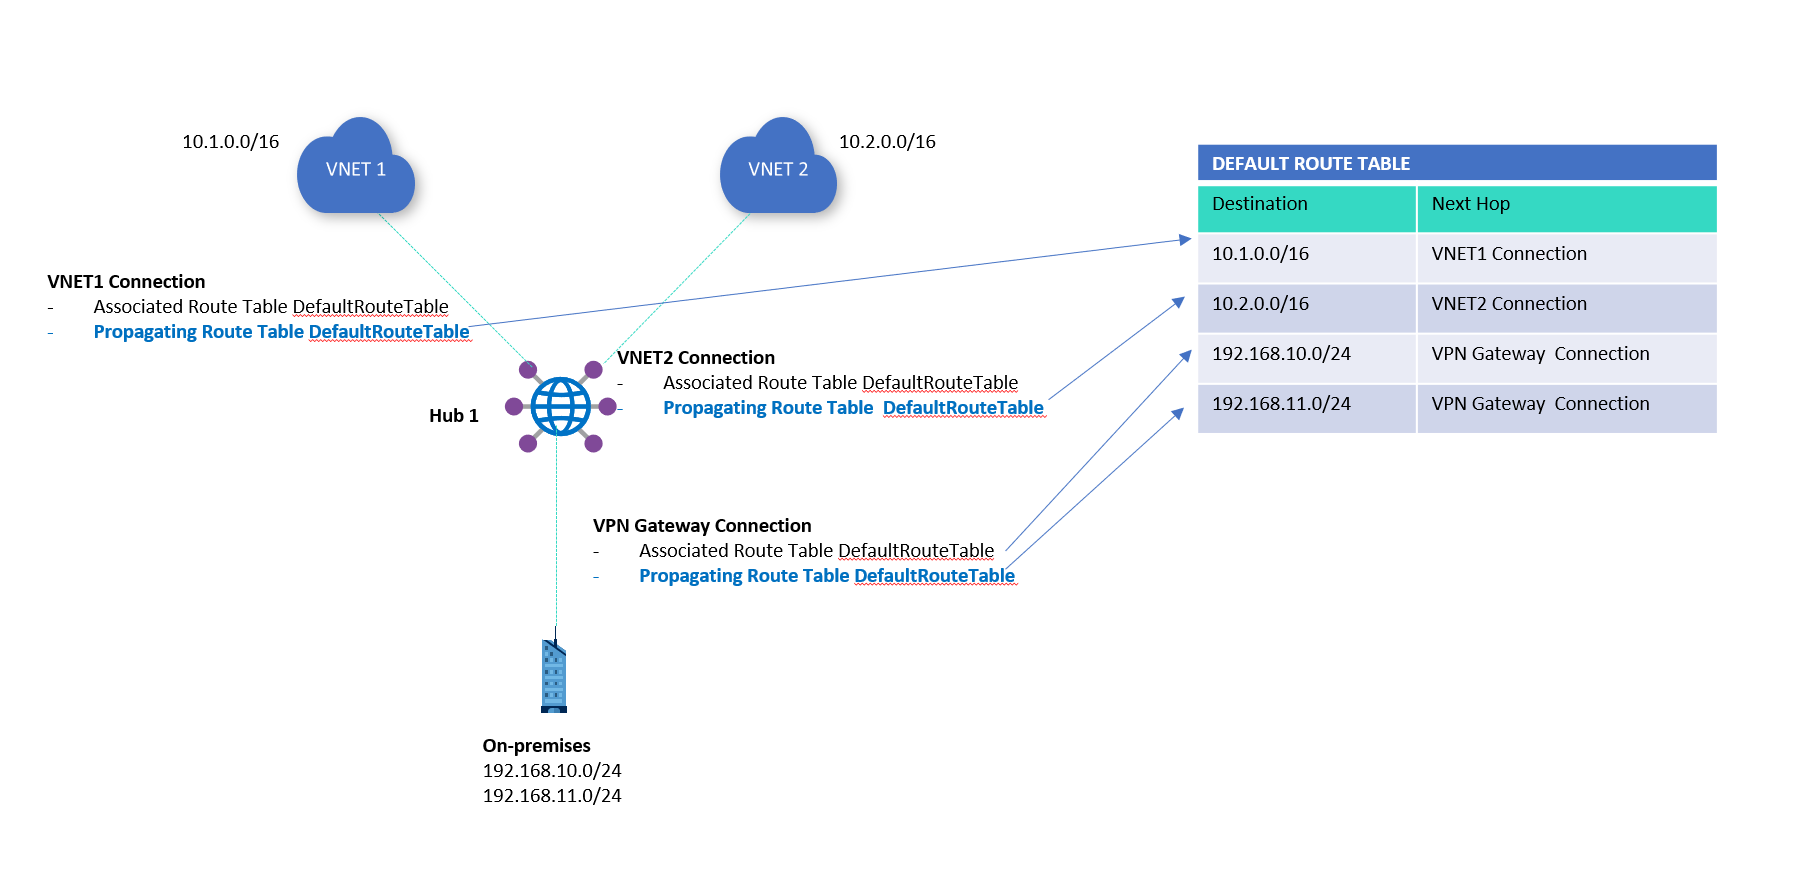 10.1.0.0/16
VNET 1
VNET 2
10.2.0.0/16
VNET1 Connection
- Associated Route Table DefaultRouteTable
- Propagating Route Table DefaultRouteTable
Hub 1
VNET2 Connection
- Associated Route Table DefaultRouteTable
- Propagating Route Table DefaultRouteTable
VPN Gateway Connection
- Associated Route Table DefaultRouteTable
- Propagating Route Table DefaultRouteTable
On-premises
192.168.10.0/24
192.168.11.0/24
DEFAULT ROUTE TABLE
Destination Next Hop
10.1.0.0/16 VNET1 Connection
10.2.0.0/16 VNET2 Connection
192.168.10.0/24 VPN Gateway Connection
192.168.11.0/24 VPN Gateway Connection